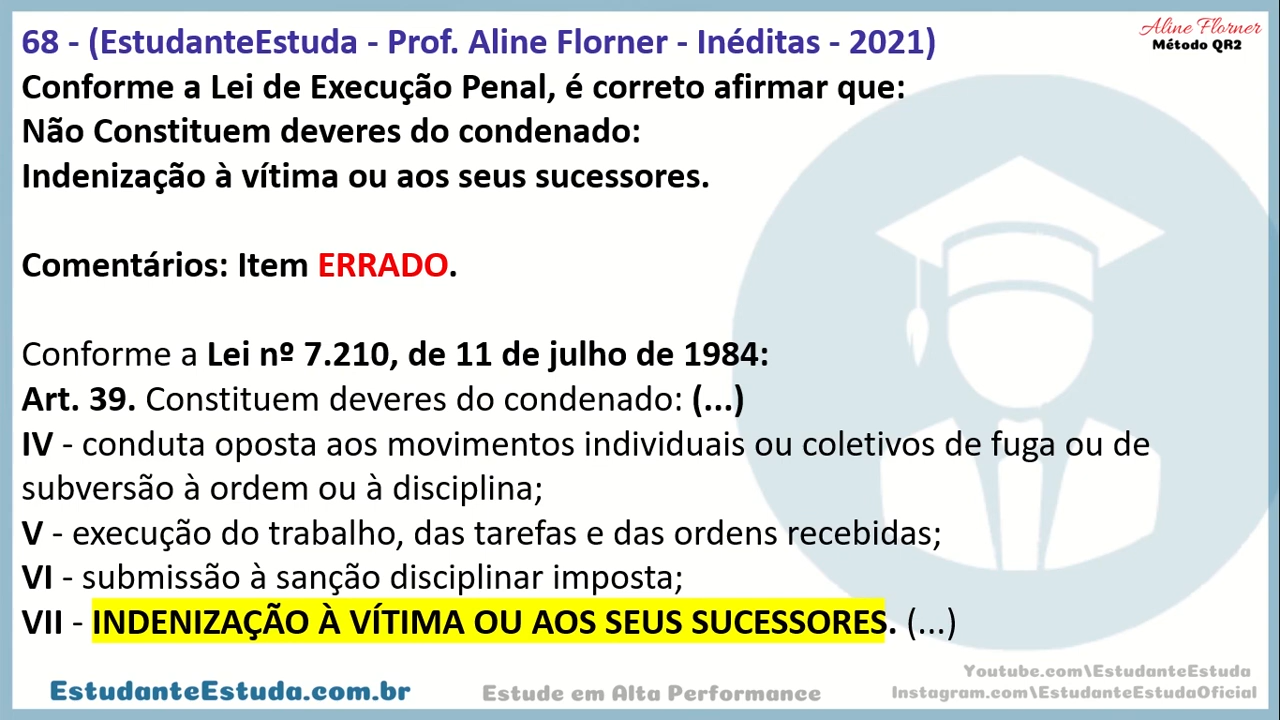 68 - (EstudanteEstuda - Prof. Aline Florner - Inéditas - 2021)
Aline Florner
Método QR2
Conforme a Lei de Execução Penal, é correto afirmar que:
Não Constituem deveres do condenado:
Indenização à vítima ou aos seus sucessores.
Comentários: Item ERRADO.
Conforme a Lei nº 7.210, de 11 de julho de 1984:
Art. 39. Constituem deveres do condenado: (...)
IV - conduta oposta aos movimentos individuais ou coletivos de fuga ou de
subversão à ordem ou à disciplina;
V - execução do trabalho, das tarefas e das ordens recebidas;
VI - submissão à sanção disciplinar imposta;
VII - INDENIZAÇÃO À VÍTIMA OU AOS SEUS SUCESSORES. (...)
EstudanteEstuda.com.br
Estude em Alta Performance
Youtube.com\EstudanteEstuda
Instagram.com\EstudanteEstudaOficial